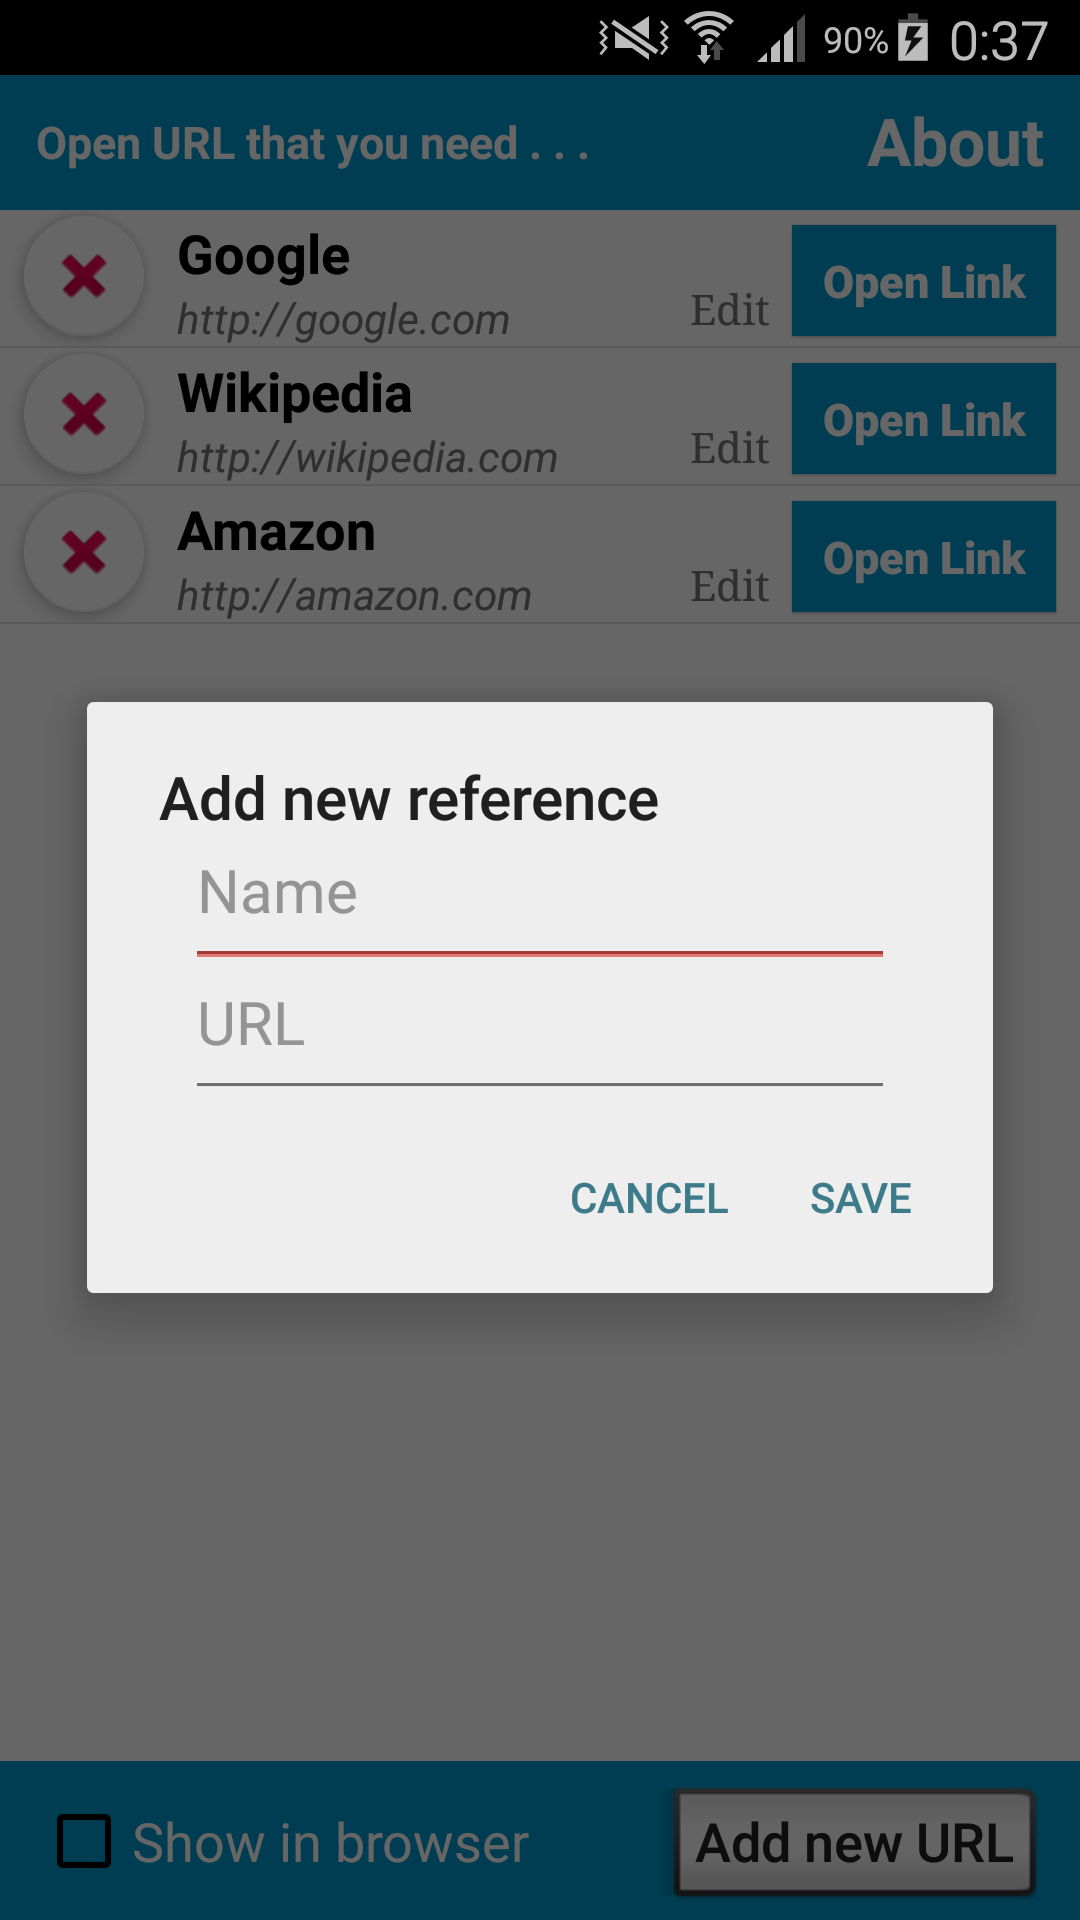 90% 0:37
Open URL that you need . . . About
Google
http://google.com Edit Open Link
Wikipedia
http://wikipedia.com Edit Open Link
Amazon
http://amazon.com Edit Open Link
Add new reference
Name
URL
CANCEL SAVE
Show in browser Add new URL